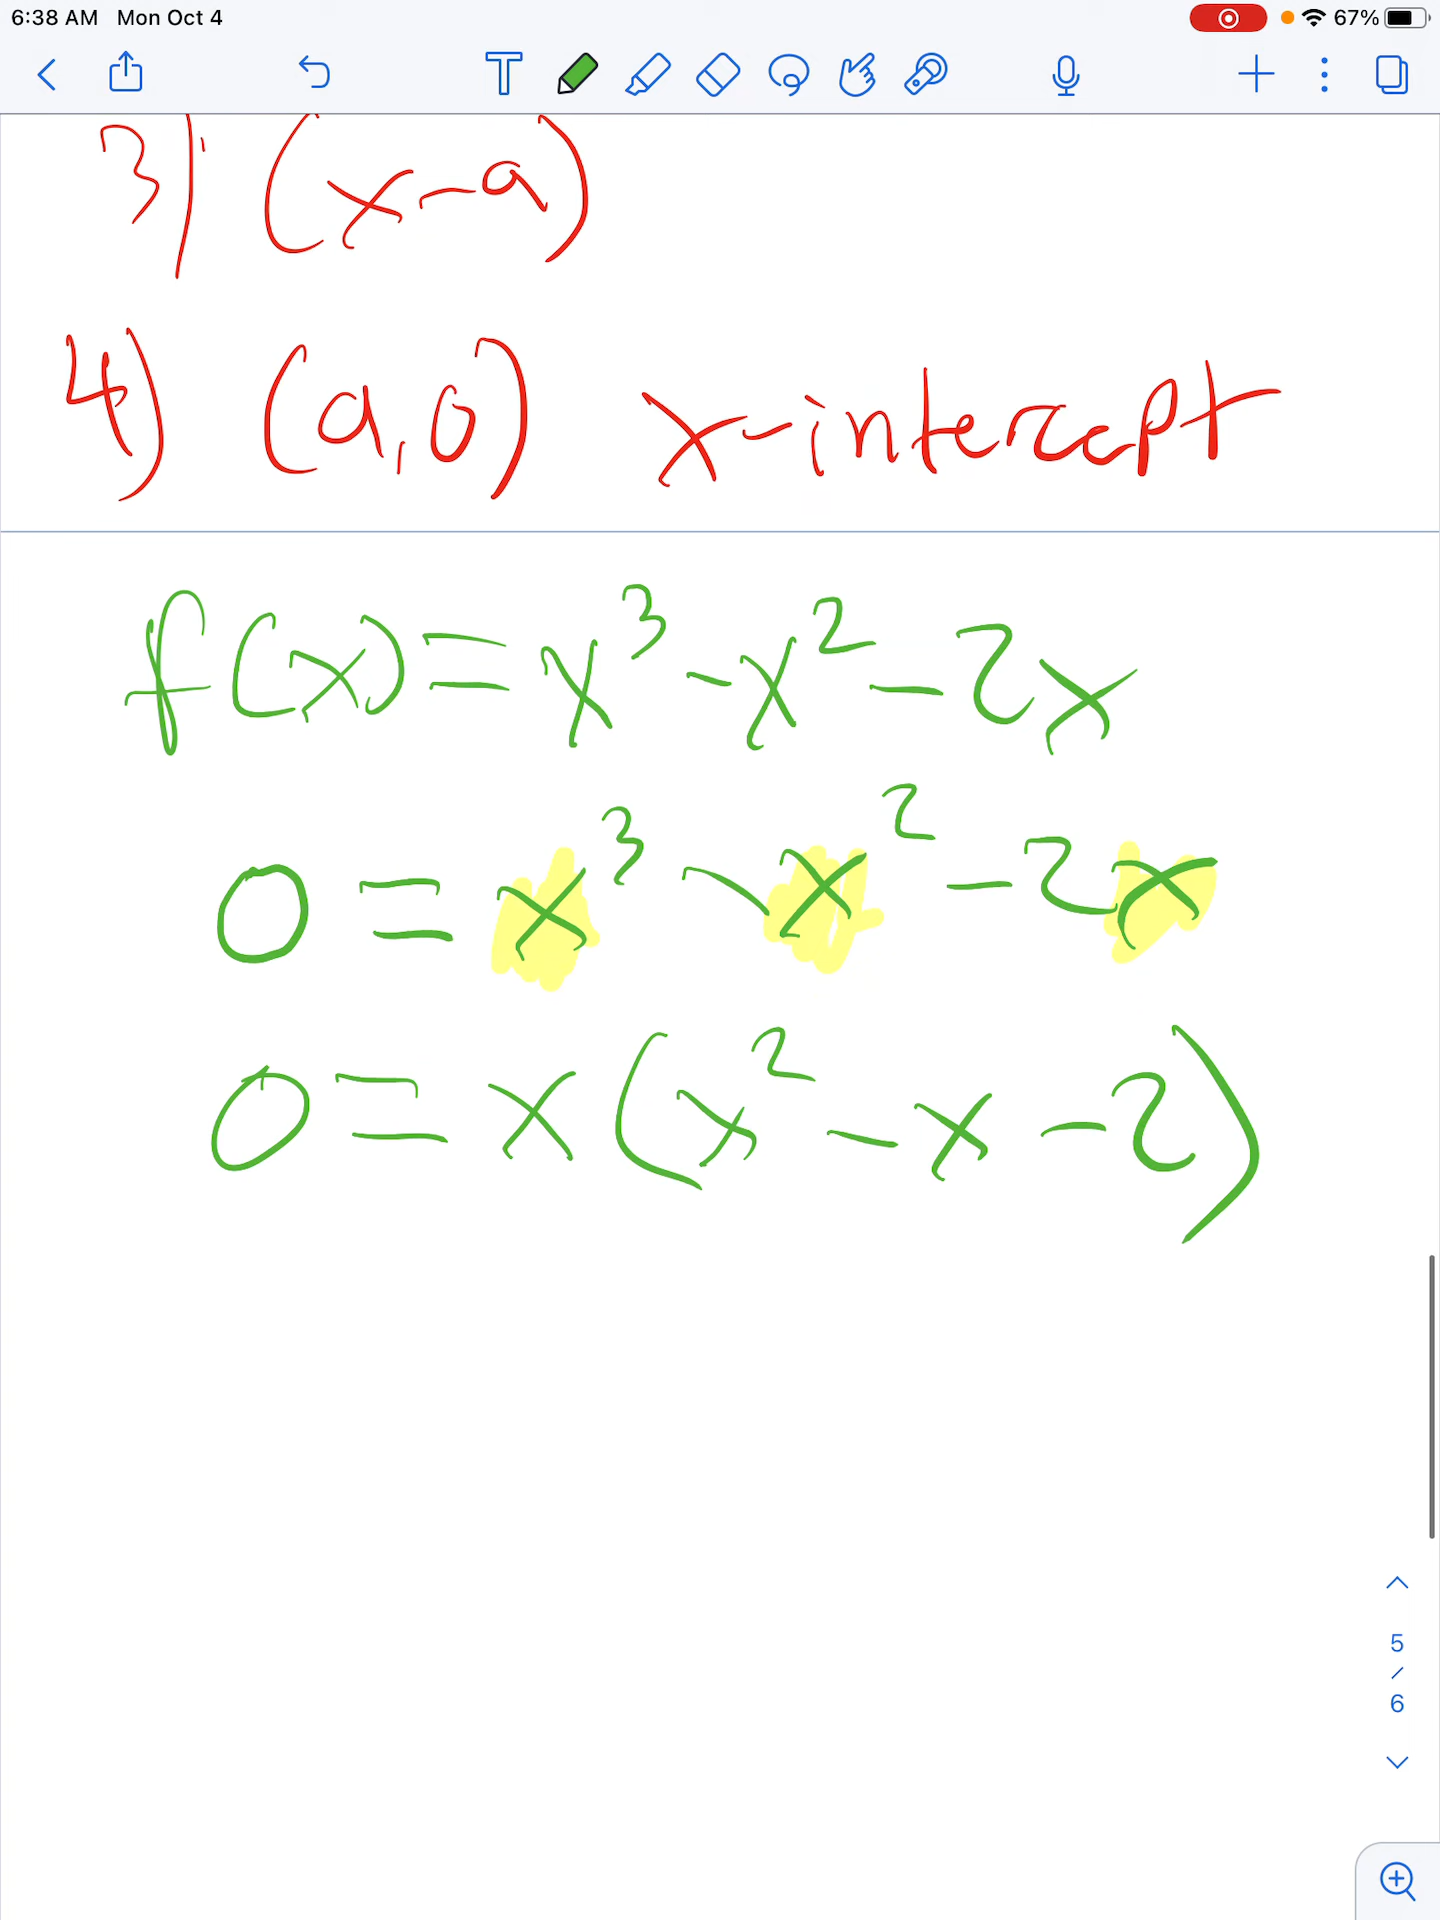 6:38 AM Mon Oct 4 67%
T
3) (x-a)
4) (a,0) x-intercept
f(x)=x³-x²-2x
0=x³-x²-2x
0=x(x²-x-2)
5
/
6